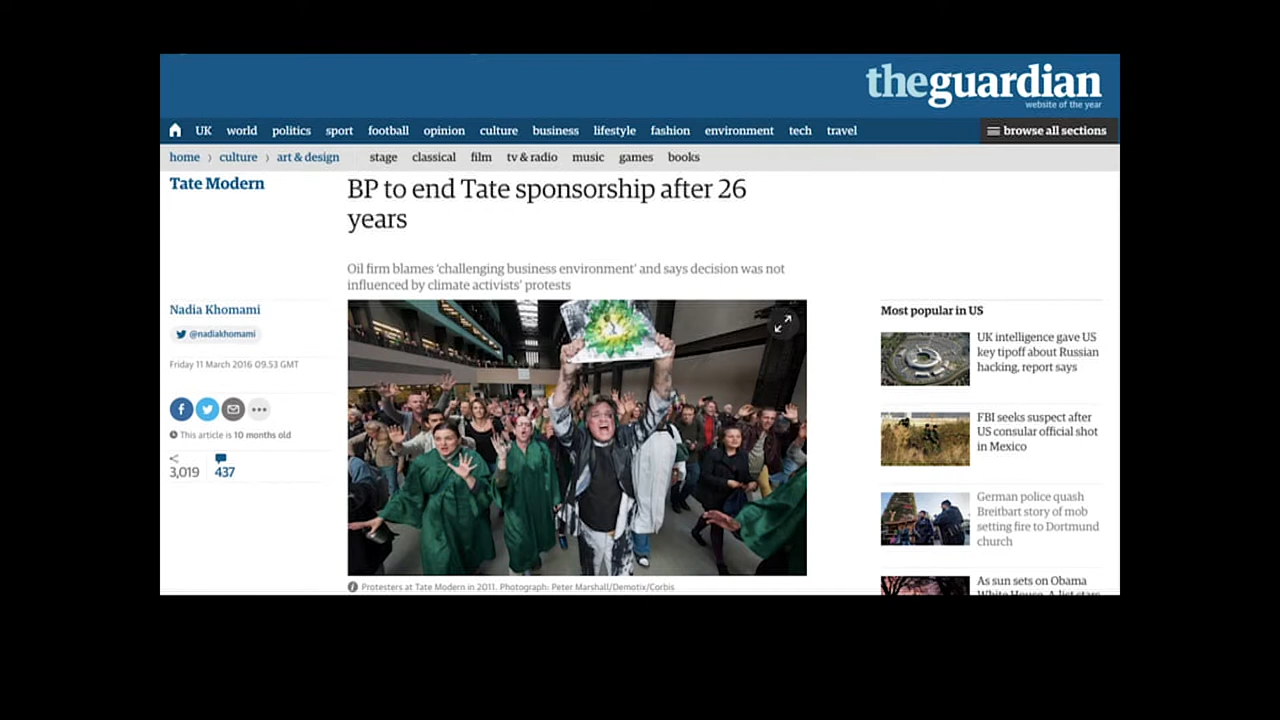 theguardian
website of the year
UK world politics sport football opinion culture business lifestyle fashion environment tech travel browse all sections
home › culture › art & design stage classical film tv & radio music games books
Tate Modern
BP to end Tate sponsorship after 26
years
Oil firm blames ‘challenging business environment’ and says decision was not
influenced by climate activists’ protests
Nadia Khomami
@nadiakhomami
Friday 11 March 2016 09.53 GMT
This article is 10 months old
3,019 437
Protesters at Tate Modern in 2011. Photograph: Peter Marshall/Demotix/Corbis
Most popular in US
UK intelligence gave US
key tipoff about Russian
hacking, report says
FBI seeks suspect after
US consular official shot
in Mexico
German police quash
Breitbart story of mob
setting fire to Dortmund
church
As sun sets on Obama
White House, A-list stars